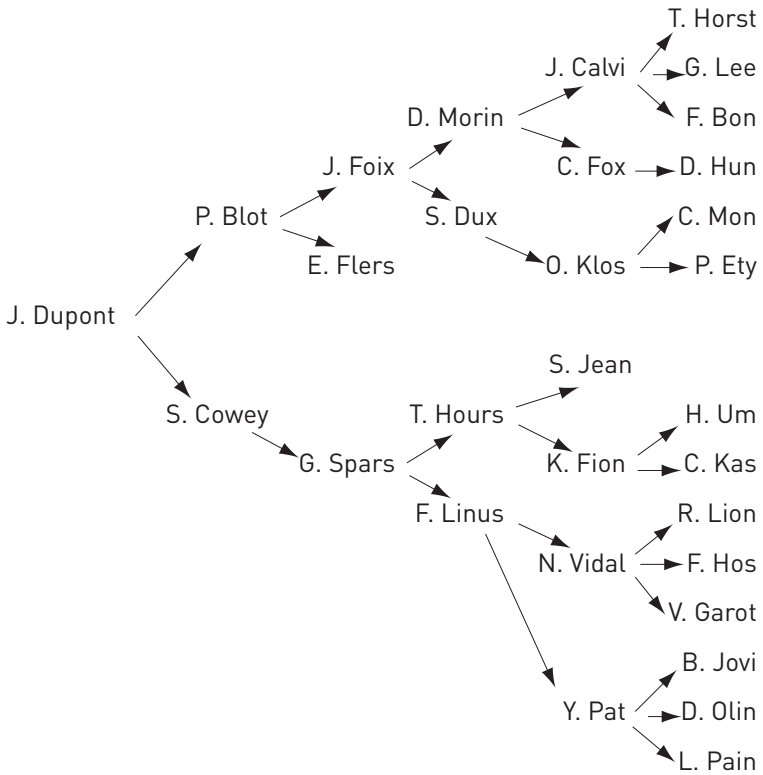 T. Horst
J. Calvi
G. Lee
D. Morin
F. Bon
J. Foix
C. Fox
D. Hun
P. Blot
S. Dux
C. Mon
E. Flers
O. Klos
P. Ety
J. Dupont
S. Jean
S. Cowey
T. Hours
H. Um
G. Spars
K. Fion
C. Kas
F. Linus
R. Lion
N. Vidal
F. Hos
V. Garot
B. Jovi
Y. Pat
D. Olin
L. Pain